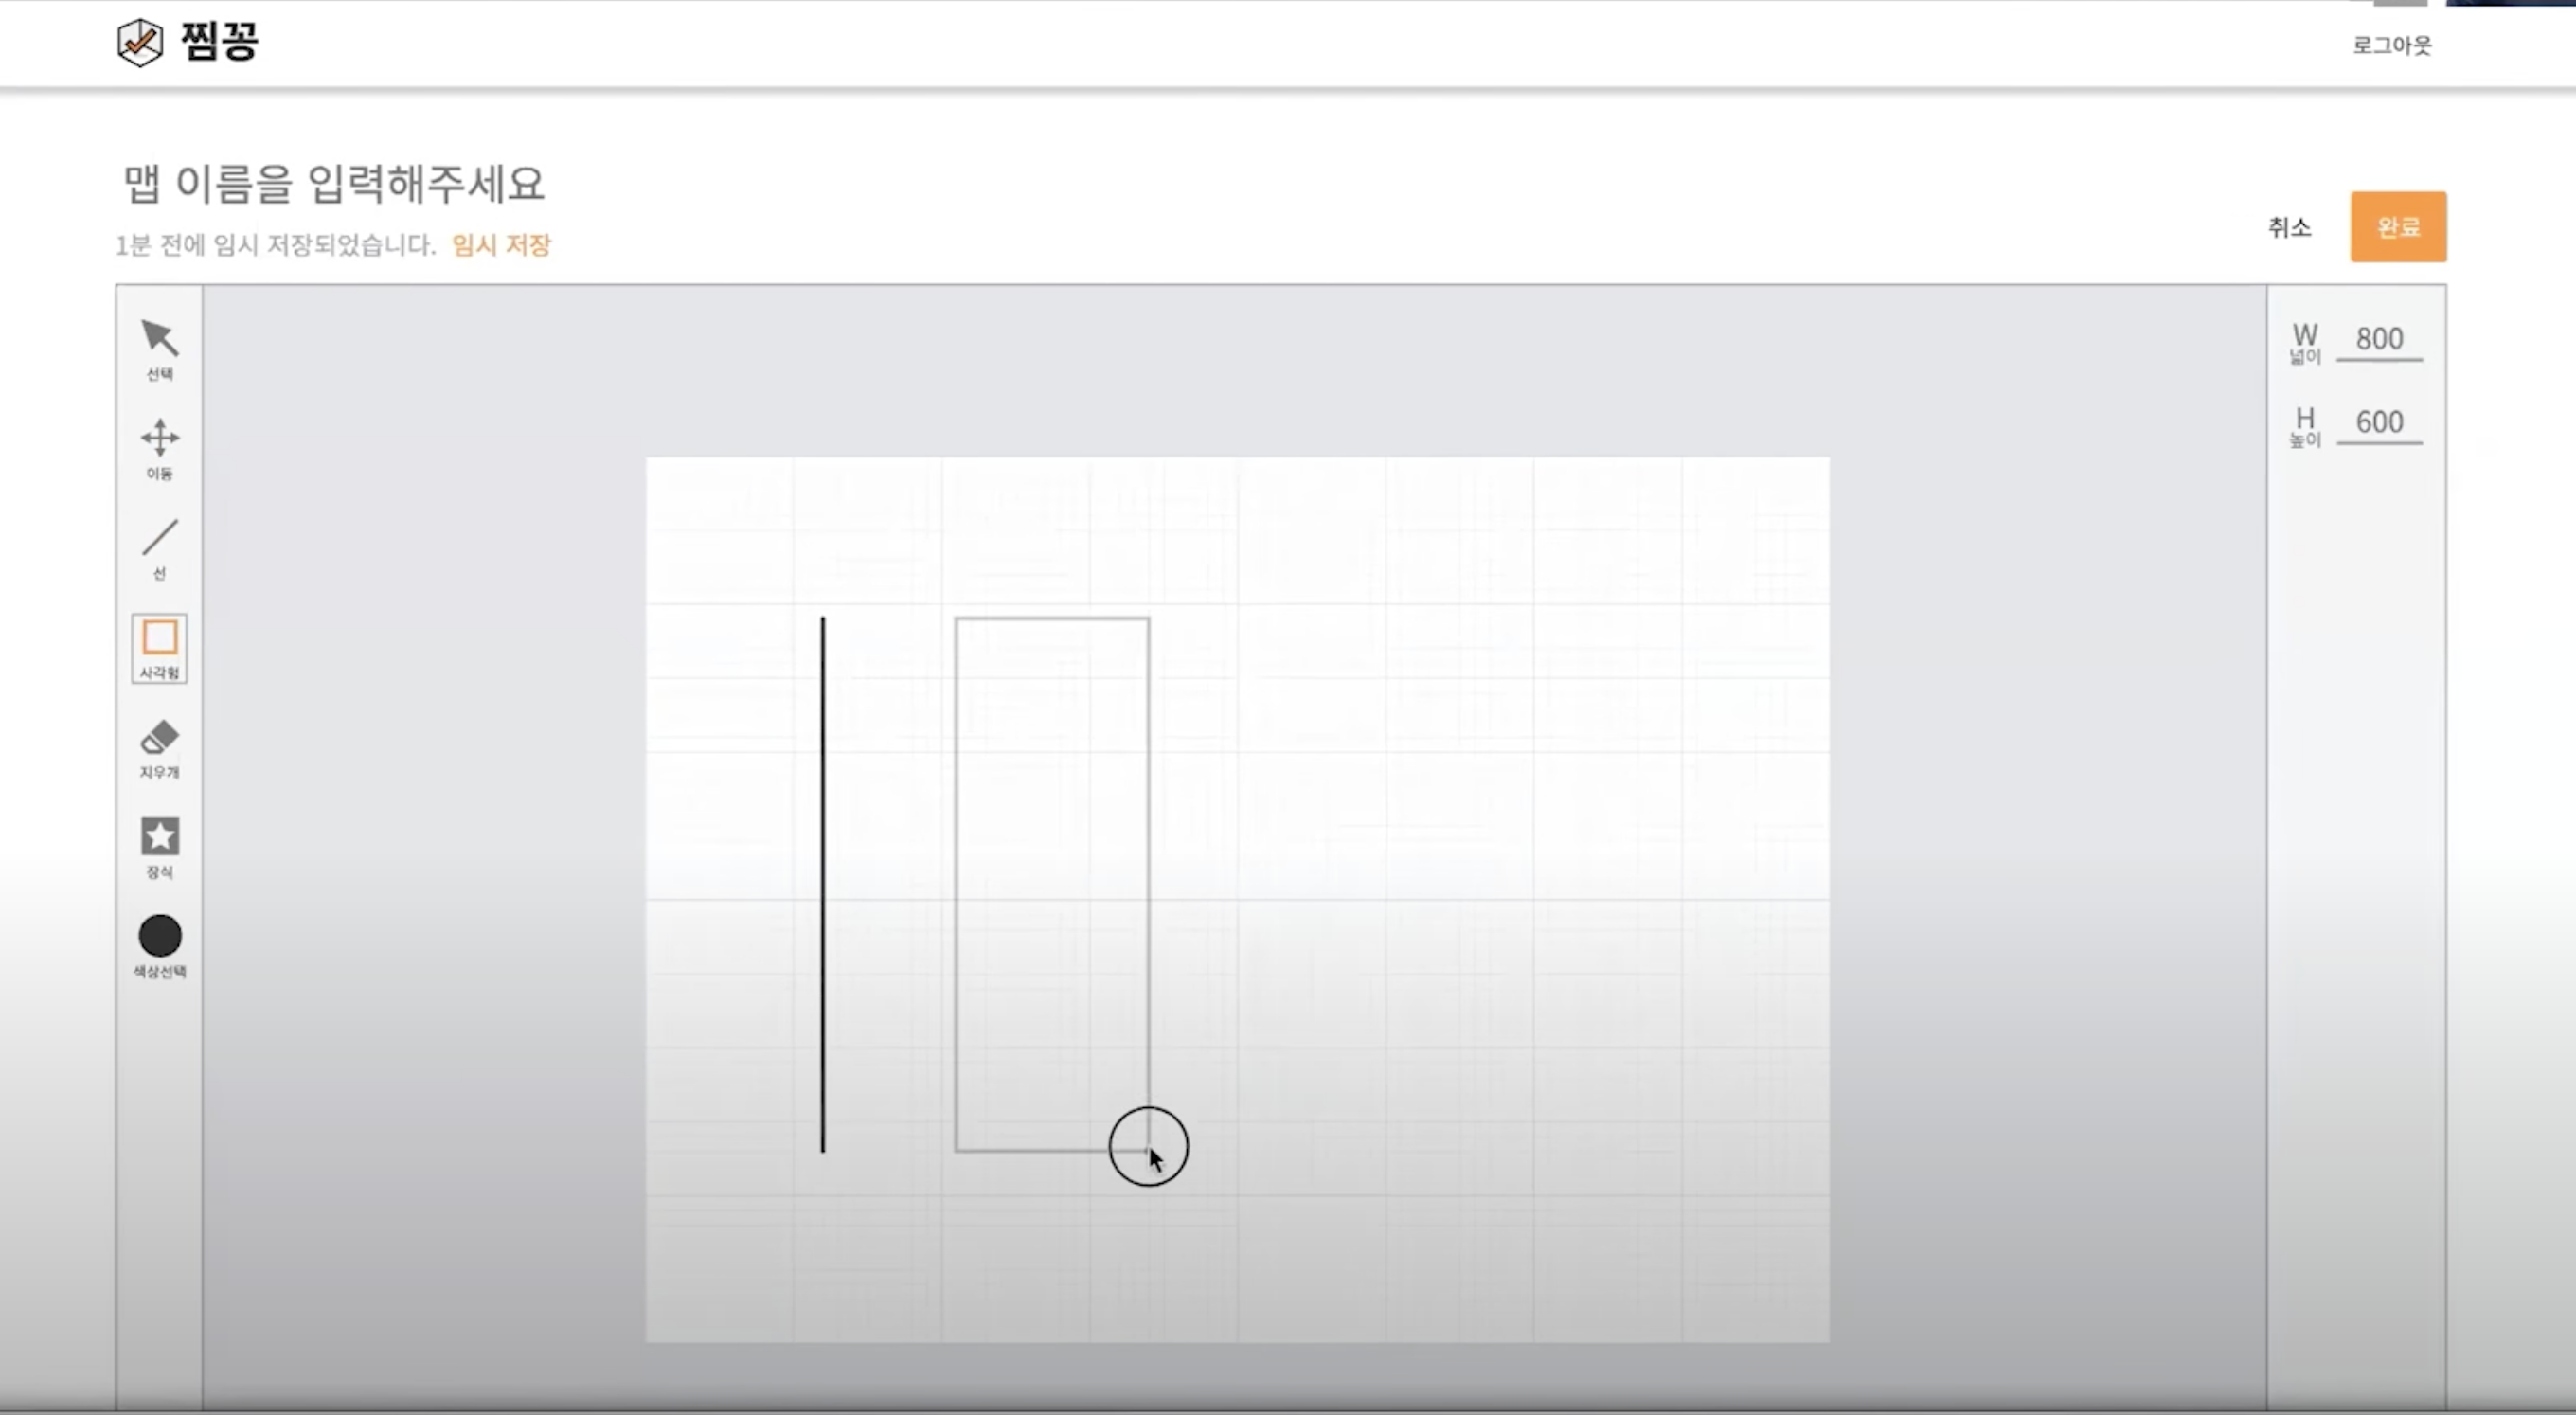 찜꽁
로그아웃
맵 이름을 입력해주세요
1분 전에 임시 저장되었습니다. 임시 저장
취소
완료
선택
이동
선
사각형
지우개
장식
색상선택
W 800
넓이
H 600
높이